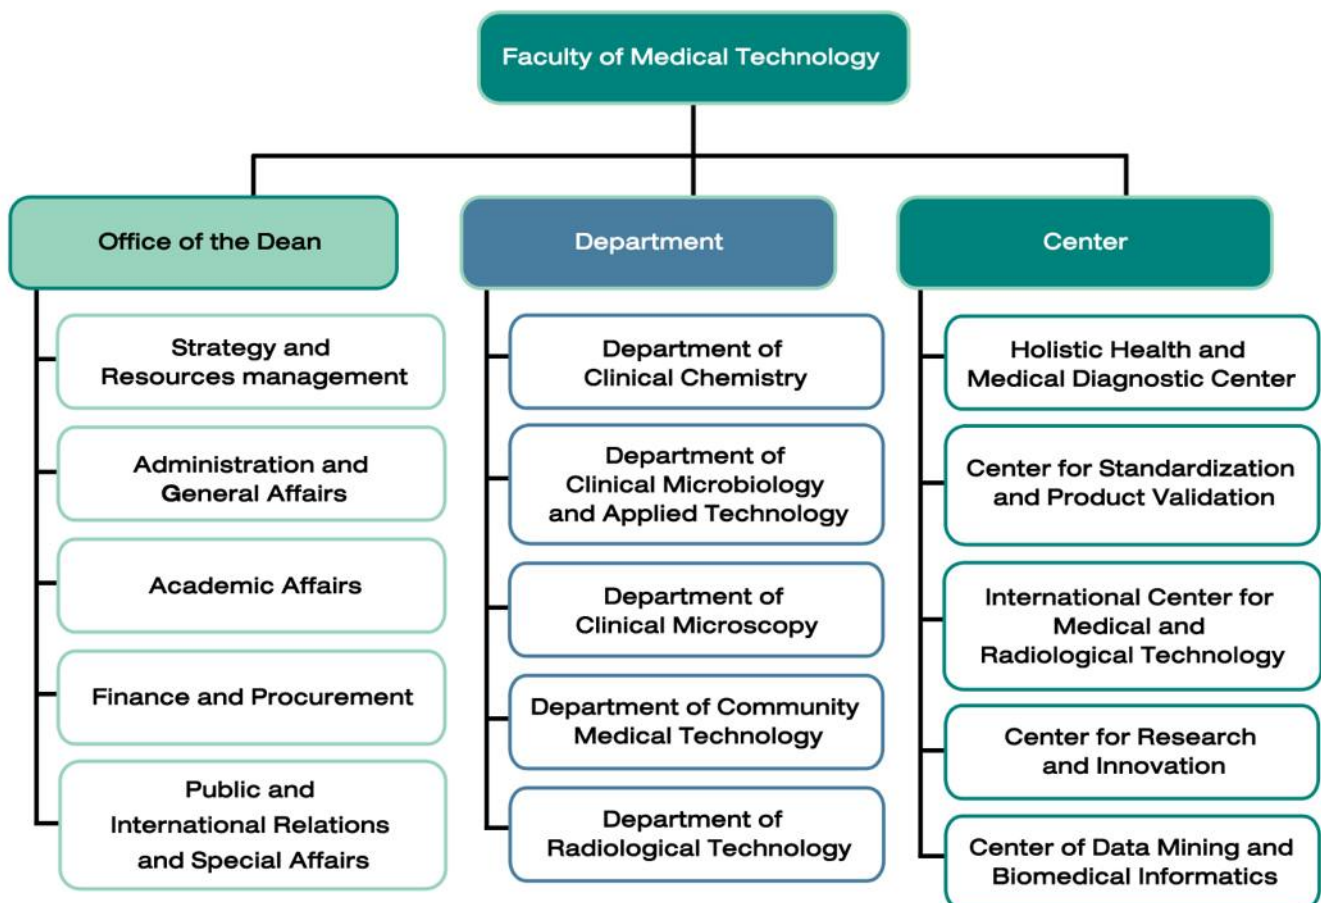 Faculty of Medical Technology
Office of the Dean
Strategy and
Resources management
Administration and
General Affairs
Academic Affairs
Finance and Procurement
Public and
International Relations
and Special Affairs
Department
Department of
Clinical Chemistry
Department of
Clinical Microbiology
and Applied Technology
Department of
Clinical Microscopy
Department of Community
Medical Technology
Department of
Radiological Technology
Center
Holistic Health and
Medical Diagnostic Center
Center for Standardization
and Product Validation
International Center for
Medical and
Radiological Technology
Center for Research
and Innovation
Center of Data Mining and
Biomedical Informatics